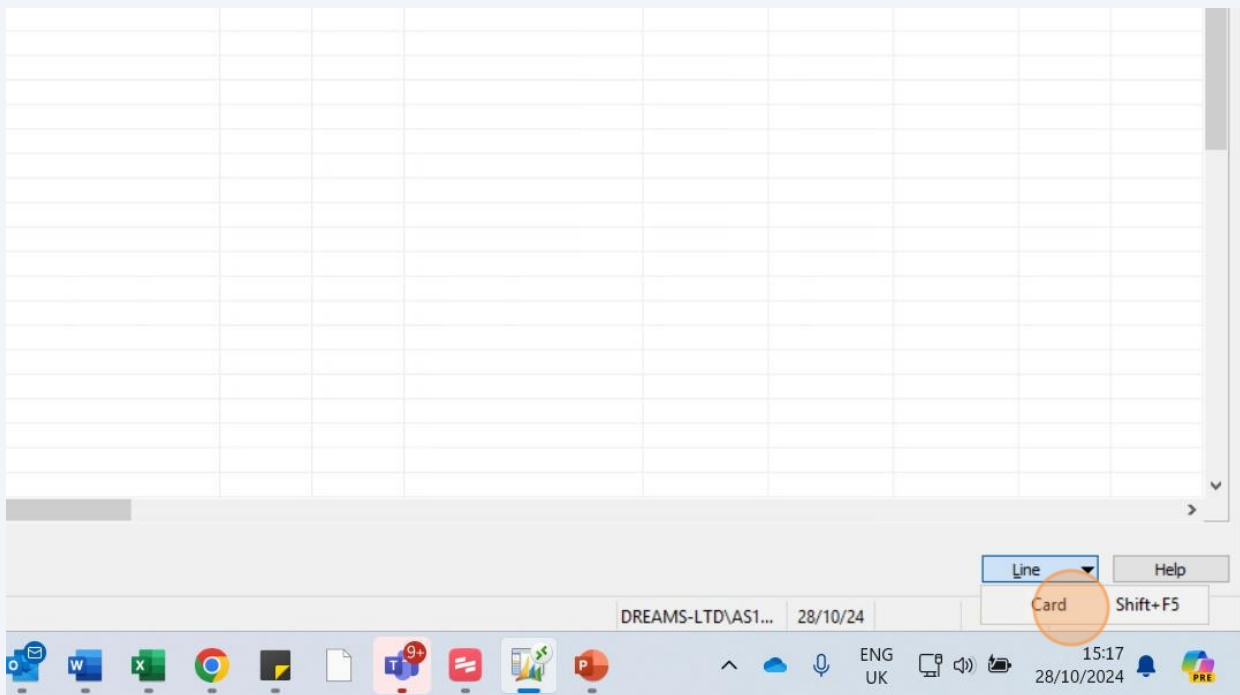 Line Help
Card Shift+F5
DREAMS-LTD\AS1... 28/10/24
O W X T 9+ P ENG 15:17
UK 28/10/2024 PRE